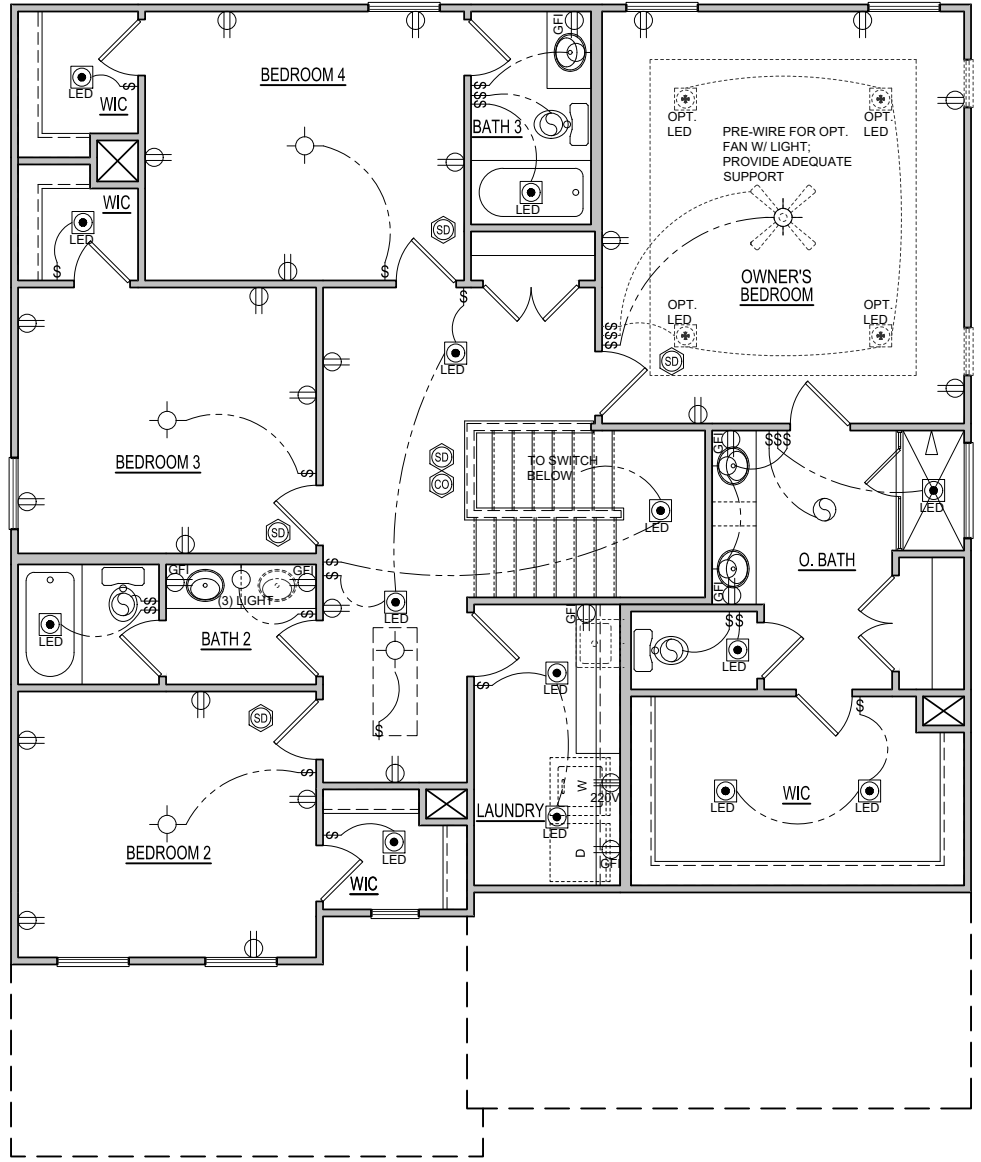 GFI
BEDROOM 4
LED
WIC
BATH 3
OPT.
LED
OPT.
LED
PRE-WIRE FOR OPT.
FAN W/ LIGHT;
PROVIDE ADEQUATE
SUPPORT
WIC
LED
$
$
$
$
LED
SD
$
$
OWNER'S
BEDROOM
OPT.
LED
OPT.
LED
$
$
$
$
LED
SD
BEDROOM 3
$
SD
CO
TO SWITCH
BELOW
GFI
$$$
LED
LED
SD
$
$
$
O. BATH
GFI
GFI
GFI
(3) LIGHT
$
$
LED
BATH 2
$
LED
GFI
$$
LED
$
LED
SD
$
$
$
WIC
LED
LED
W
220V
LAUNDRY
LED
D
GFI
BEDROOM 2
$
LED
WIC